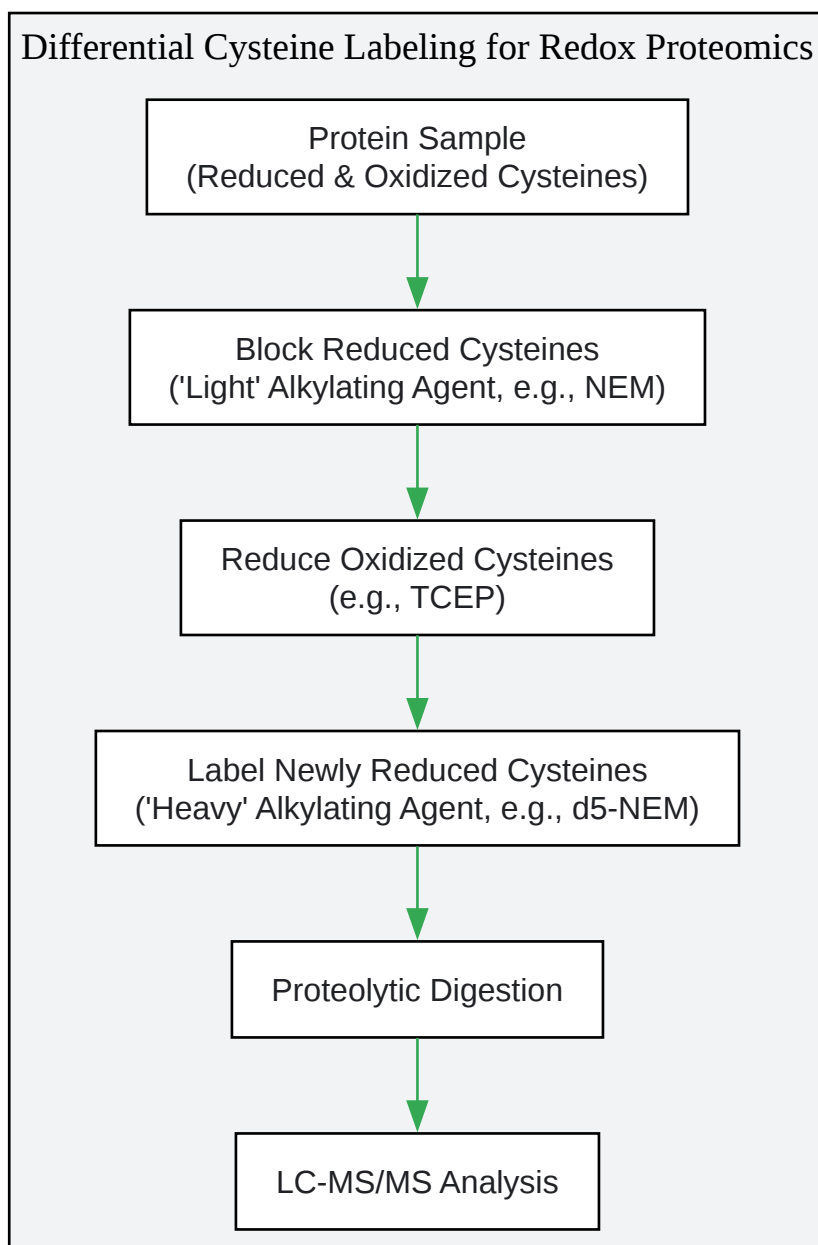 Differential Cysteine Labeling for Redox Proteomics
Protein Sample
(Reduced & Oxidized Cysteines)
Block Reduced Cysteines
('Light' Alkylating Agent, e.g., NEM)
Reduce Oxidized Cysteines
(e.g., TCEP)
Label Newly Reduced Cysteines
('Heavy' Alkylating Agent, e.g., d5-NEM)
Proteolytic Digestion
LC-MS/MS Analysis